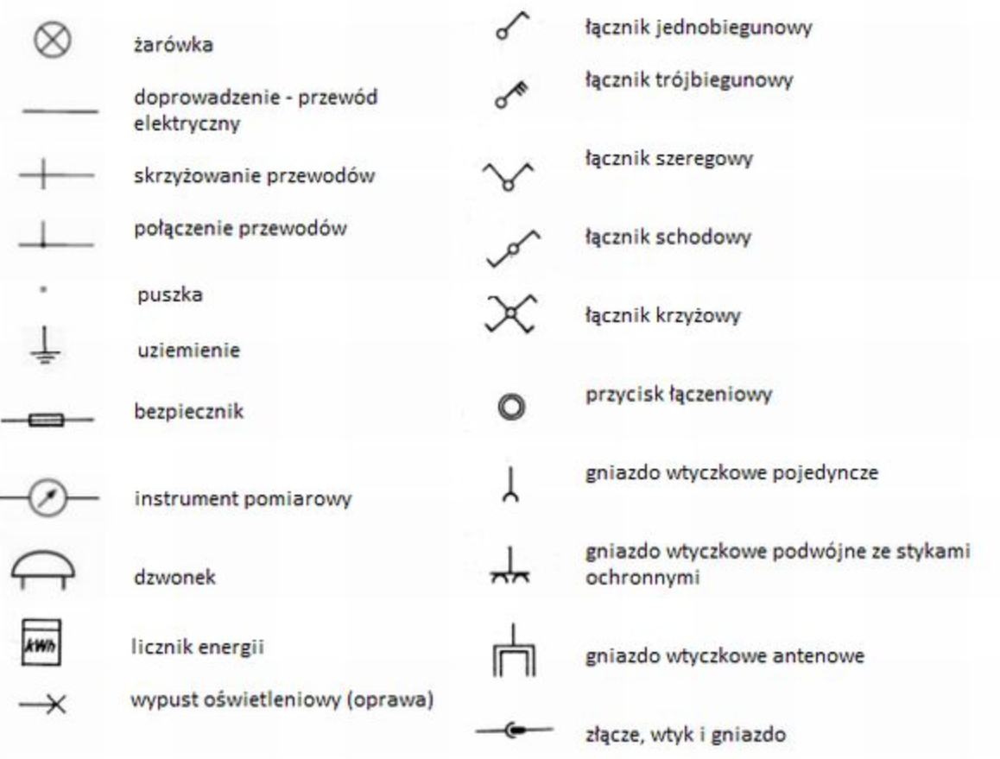 żarówka
doprowadzenie - przewód
elektryczny
skrzyżowanie przewodów
połączenie przewodów
puszka
uziemienie
bezpiecznik
instrument pomiarowy
dzwonek
kWh
licznik energii
wypust oświetleniowy (oprawa)
łącznik jednobiegunowy
łącznik trójbiegunowy
łącznik szeregowy
łącznik schodowy
łącznik krzyżowy
przycisk łączeniowy
gniazdo wtyczkowe pojedyncze
gniazdo wtyczkowe podwójne ze stykami
ochronnymi
gniazdo wtyczkowe antenowe
złącze, wtyk i gniazdo